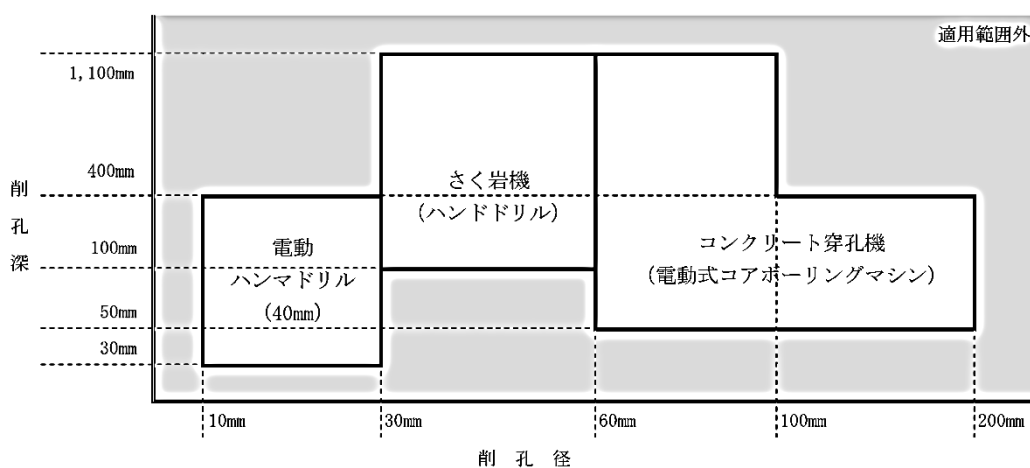 適用範囲外
1,100mm
400mm
100mm
50mm
30mm
削孔深
さく岩機
(ハンドドリル)
電動
ハンマドリル
(40mm)
コンクリート穿孔機
(電動式コアボーリングマシン)
10mm
30mm
60mm
100mm
200mm
削孔径